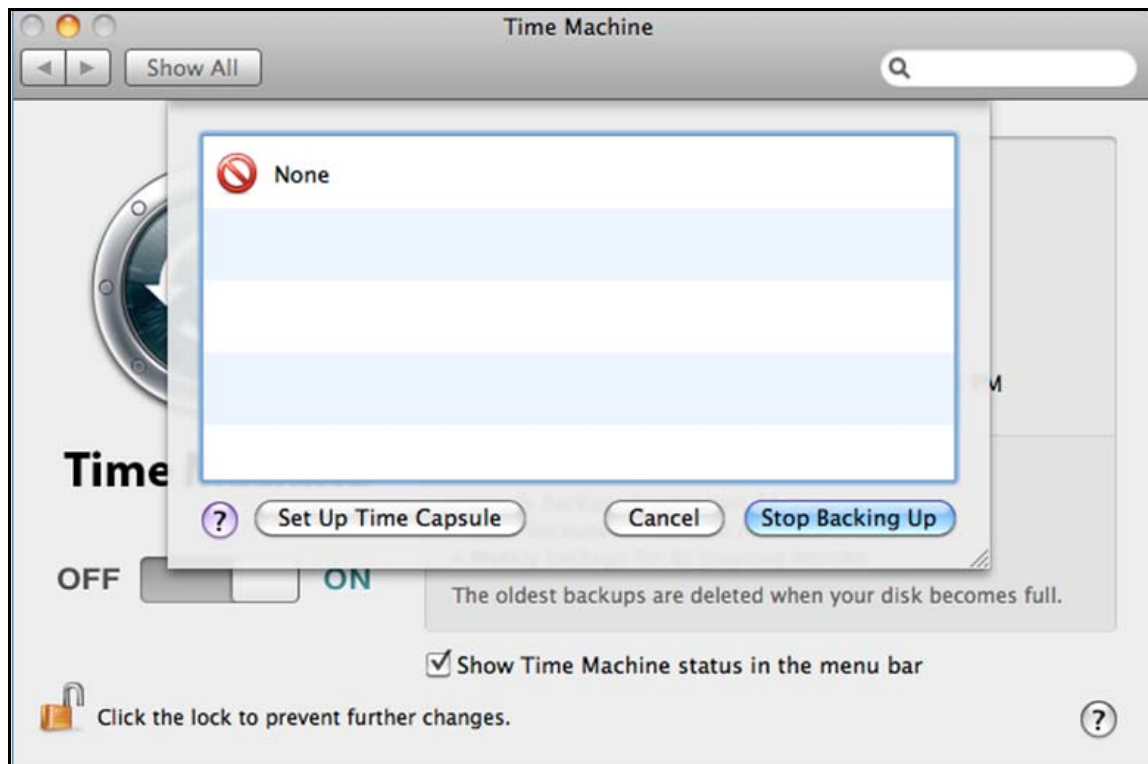 Time Machine
Show All
None
M
Time
? Set Up Time Capsule Cancel Stop Backing Up
OFF ON
The oldest backups are deleted when your disk becomes full.
Show Time Machine status in the menu bar
Click the lock to prevent further changes. ?